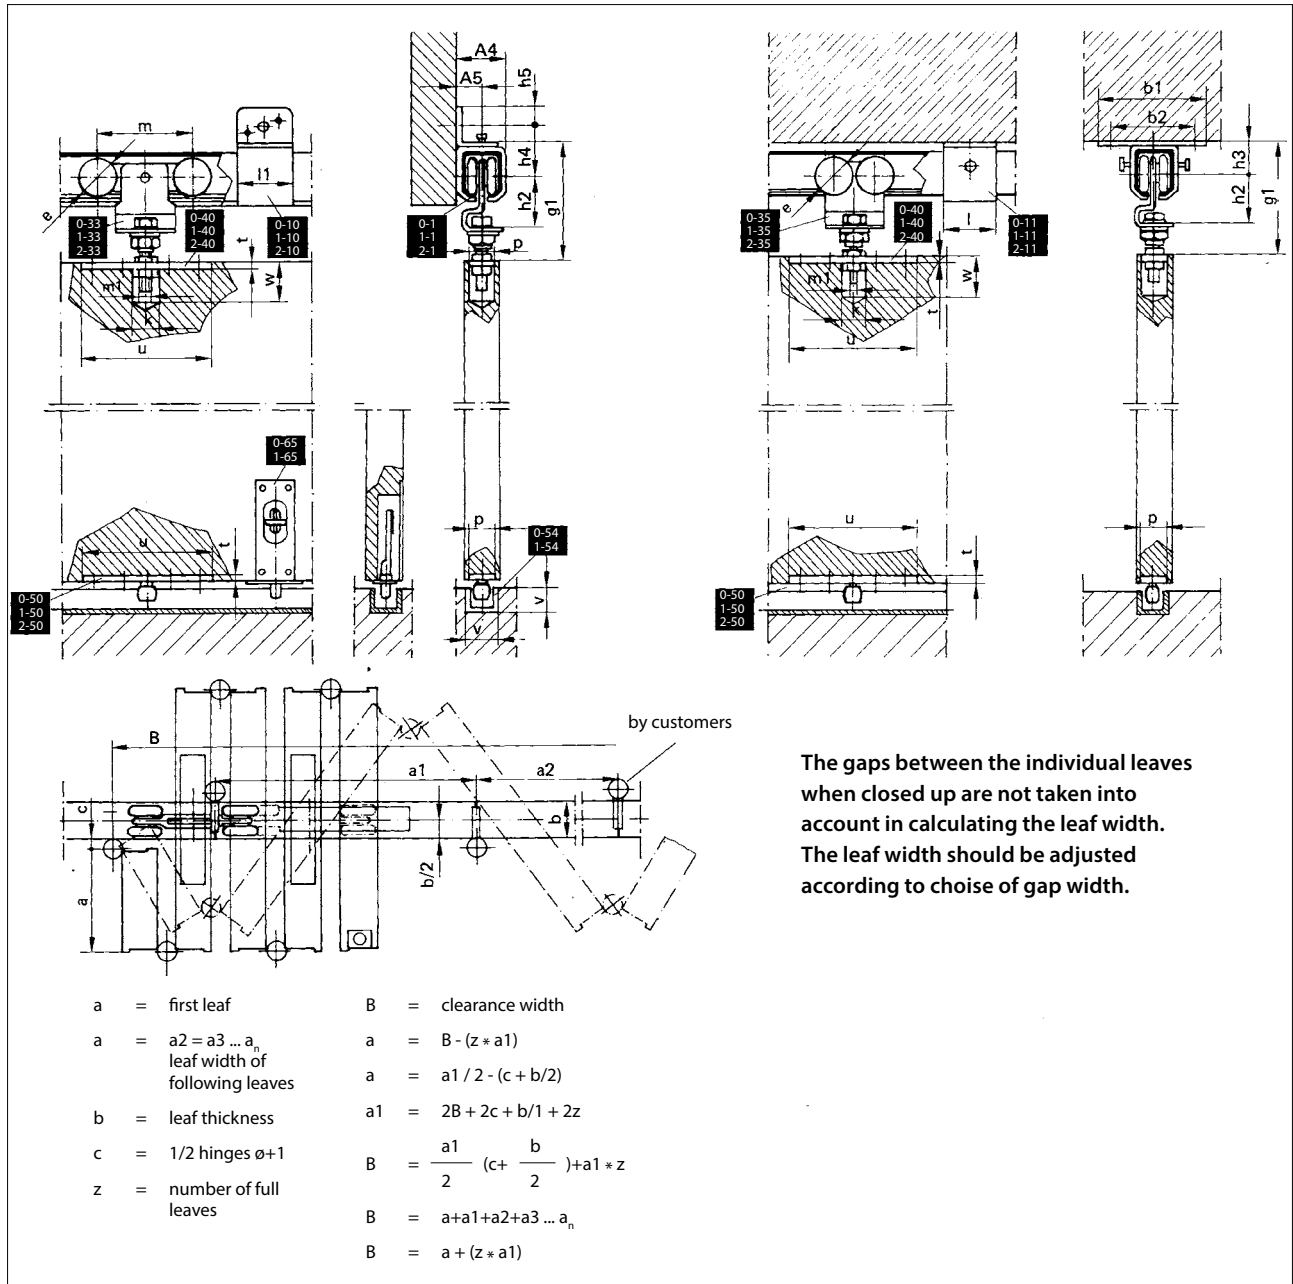 A4
A5
h5
m
l1
h4
h2
g1
e
0-33
1-33
2-33
0-40
1-40
2-40
0-10
1-10
2-10
0-1
1-1
2-1
p
t
w
m1
k
u
b1
b2
h3
h2
g1
e
0-35
1-35
2-35
0-40
1-40
2-40
l
0-11
1-11
2-11
m1
w
k
t
u
0-65
1-65
u
t
p
0-54
1-54
v
v
0-50
1-50
2-50
u
t
p
0-50
1-50
2-50
by customers
B
a1
a2
c
b
b/2
a
The gaps between the individual leaves
when closed up are not taken into
account in calculating the leaf width.
The leaf width should be adjusted
according to choise of gap width.
a = first leaf
a = a2 = a3 ... an
leaf width of
following leaves
b = leaf thickness
c = 1/2 hinges ø+1
z = number of full
leaves
B = clearance width
a = B - (z * a1)
a = a1 / 2 - (c + b/2)
a1 = 2B + 2c + b/1 + 2z
B = a1/2 (c+ b/2 )+a1 * z
B = a+a1+a2+a3 ... an
B = a + (z * a1)